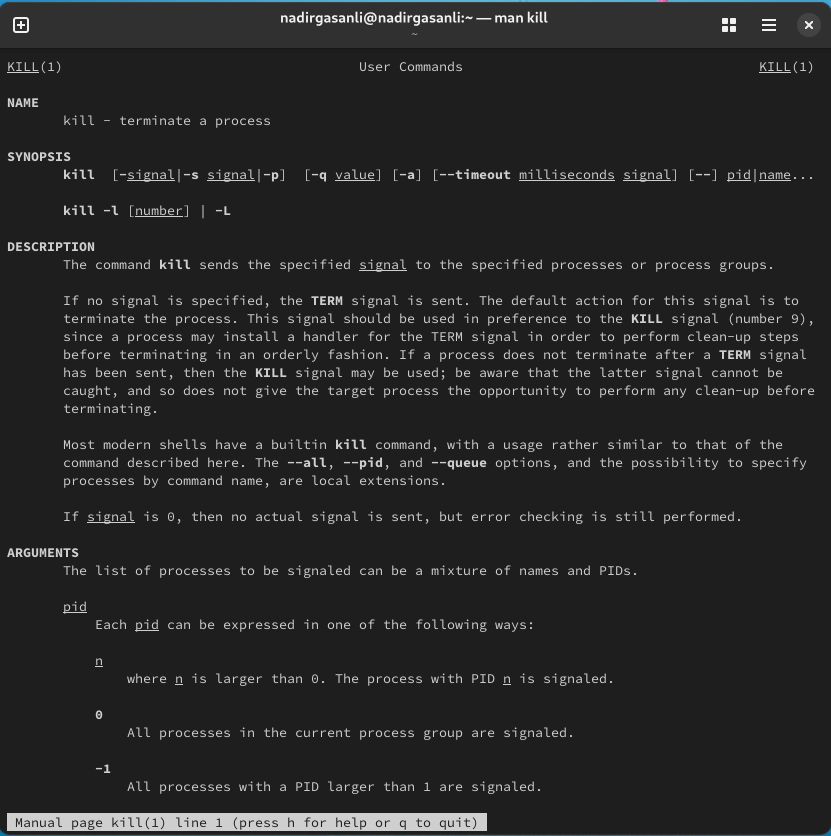 nadirgasanli@nadirgasanli:~ — man kill
~
KILL(1) User Commands KILL(1)
NAME
kill - terminate a process
SYNOPSIS
kill [-signal|-s signal|-p] [-q value] [-a] [--timeout milliseconds signal] [--] pid|name...
kill -l [number] | -L
DESCRIPTION
The command kill sends the specified signal to the specified processes or process groups.
If no signal is specified, the TERM signal is sent. The default action for this signal is to
terminate the process. This signal should be used in preference to the KILL signal (number 9),
since a process may install a handler for the TERM signal in order to perform clean-up steps
before terminating in an orderly fashion. If a process does not terminate after a TERM signal
has been sent, then the KILL signal may be used; be aware that the latter signal cannot be
caught, and so does not give the target process the opportunity to perform any clean-up before
terminating.
Most modern shells have a builtin kill command, with a usage rather similar to that of the
command described here. The --all, --pid, and --queue options, and the possibility to specify
processes by command name, are local extensions.
If signal is 0, then no actual signal is sent, but error checking is still performed.
ARGUMENTS
The list of processes to be signaled can be a mixture of names and PIDs.
pid
Each pid can be expressed in one of the following ways:
n
where n is larger than 0. The process with PID n is signaled.
0
All processes in the current process group are signaled.
-1
All processes with a PID larger than 1 are signaled.
Manual page kill(1) line 1 (press h for help or q to quit)